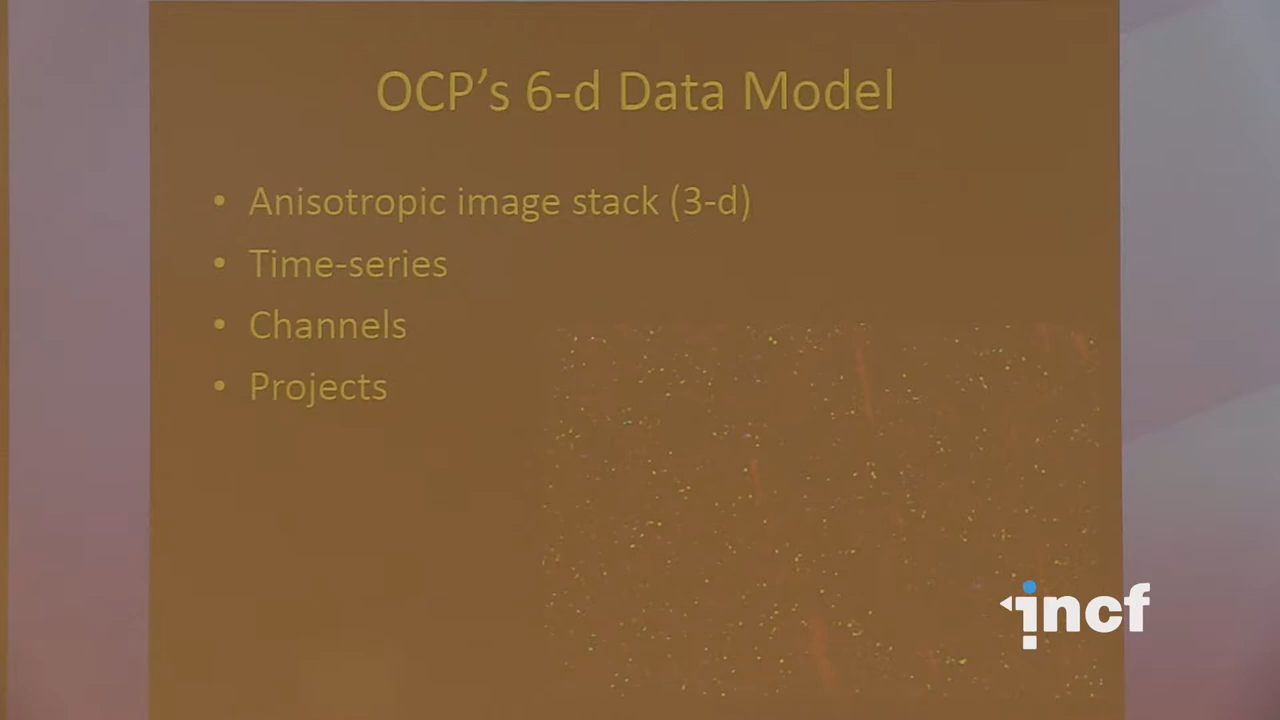 OCP's 6-d Data Model
• Anisotropic image stack (3-d)
• Time-series
• Channels
• Projects
incf